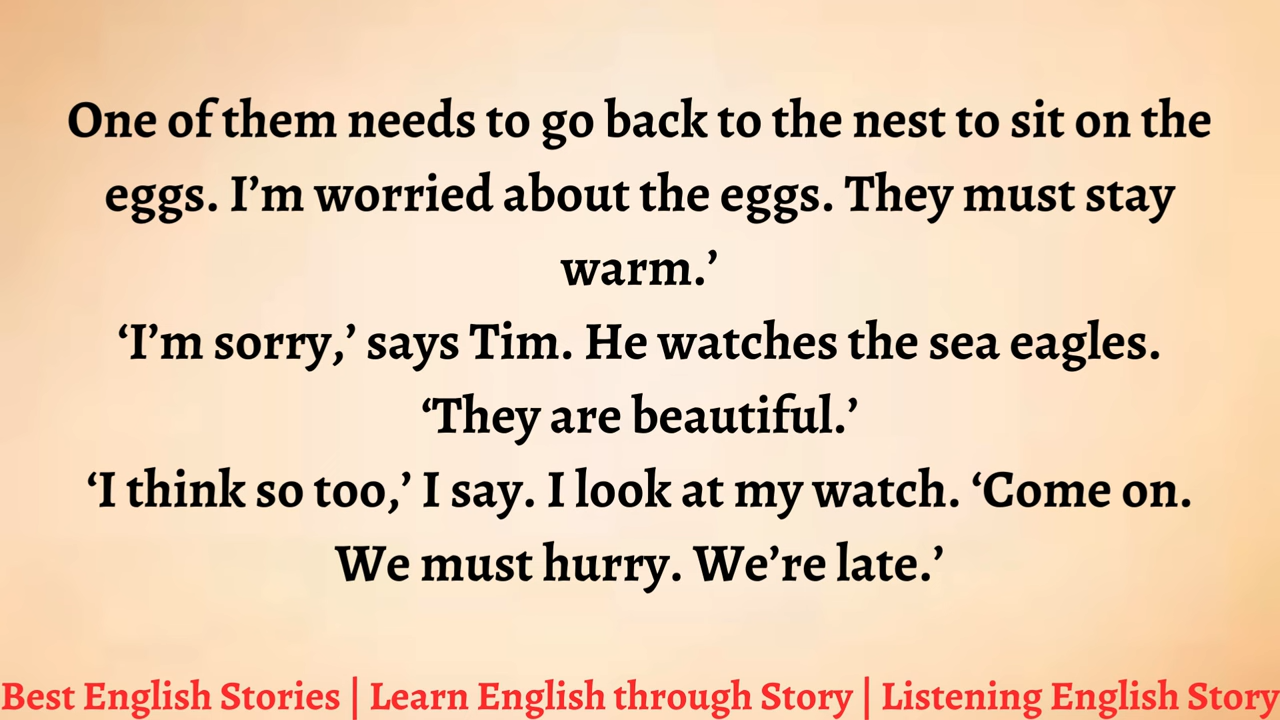 One of them needs to go back to the nest to sit on the
eggs. I’m worried about the eggs. They must stay
warm.’
‘I’m sorry,’ says Tim. He watches the sea eagles.
‘They are beautiful.’
‘I think so too,’ I say. I look at my watch. ‘Come on.
We must hurry. We’re late.’
Best English Stories | Learn English through Story | Listening English Story